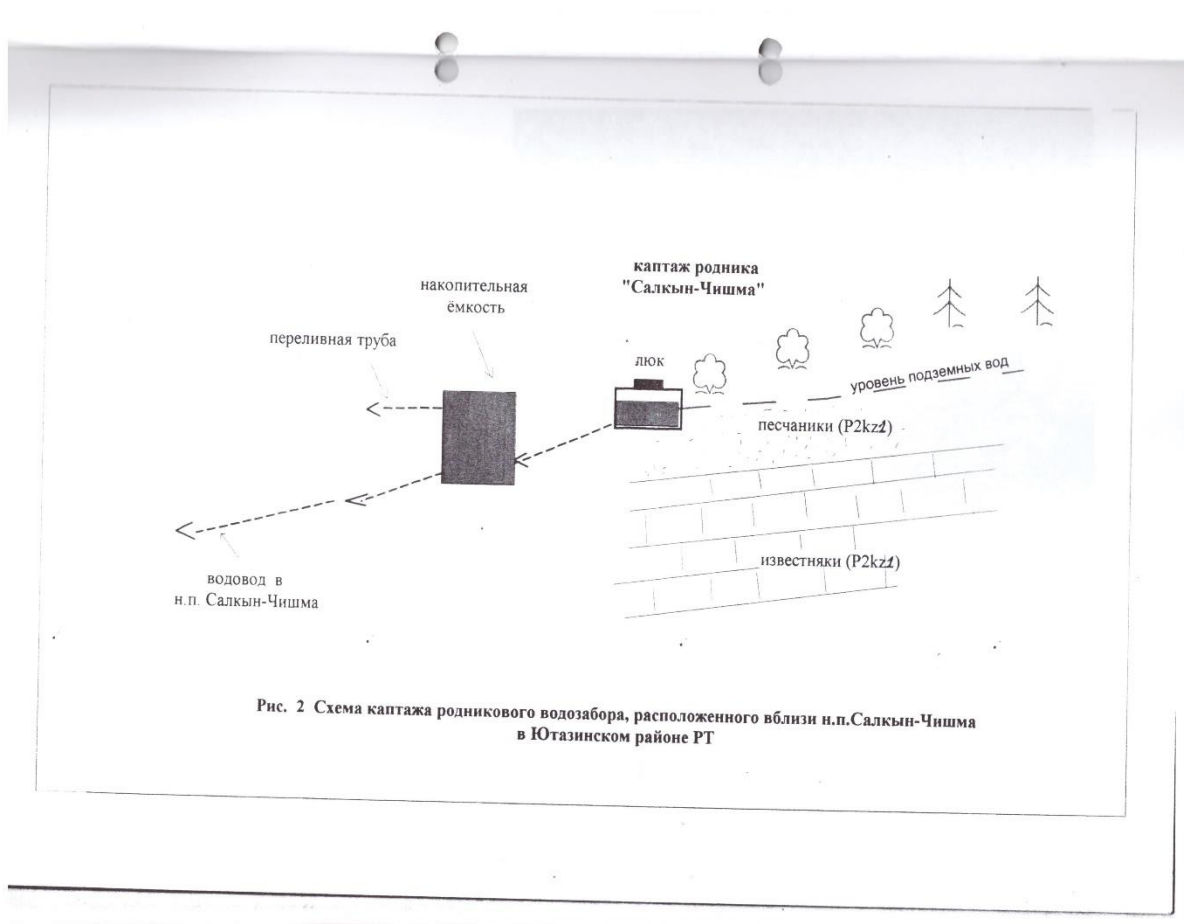 каптаж родника
"Салкын-Чишма"
накопительная
ёмкость
переливная труба
люк
уровень подземных вод
песчаники (P2kz1)
известняки (P2kz1)
водовод в
н.п. Салкын-Чишма
Рис. 2 Схема каптажа родникового водозабора, расположенного вблизи н.п.Салкын-Чишма
в Ютазинском районе РТ